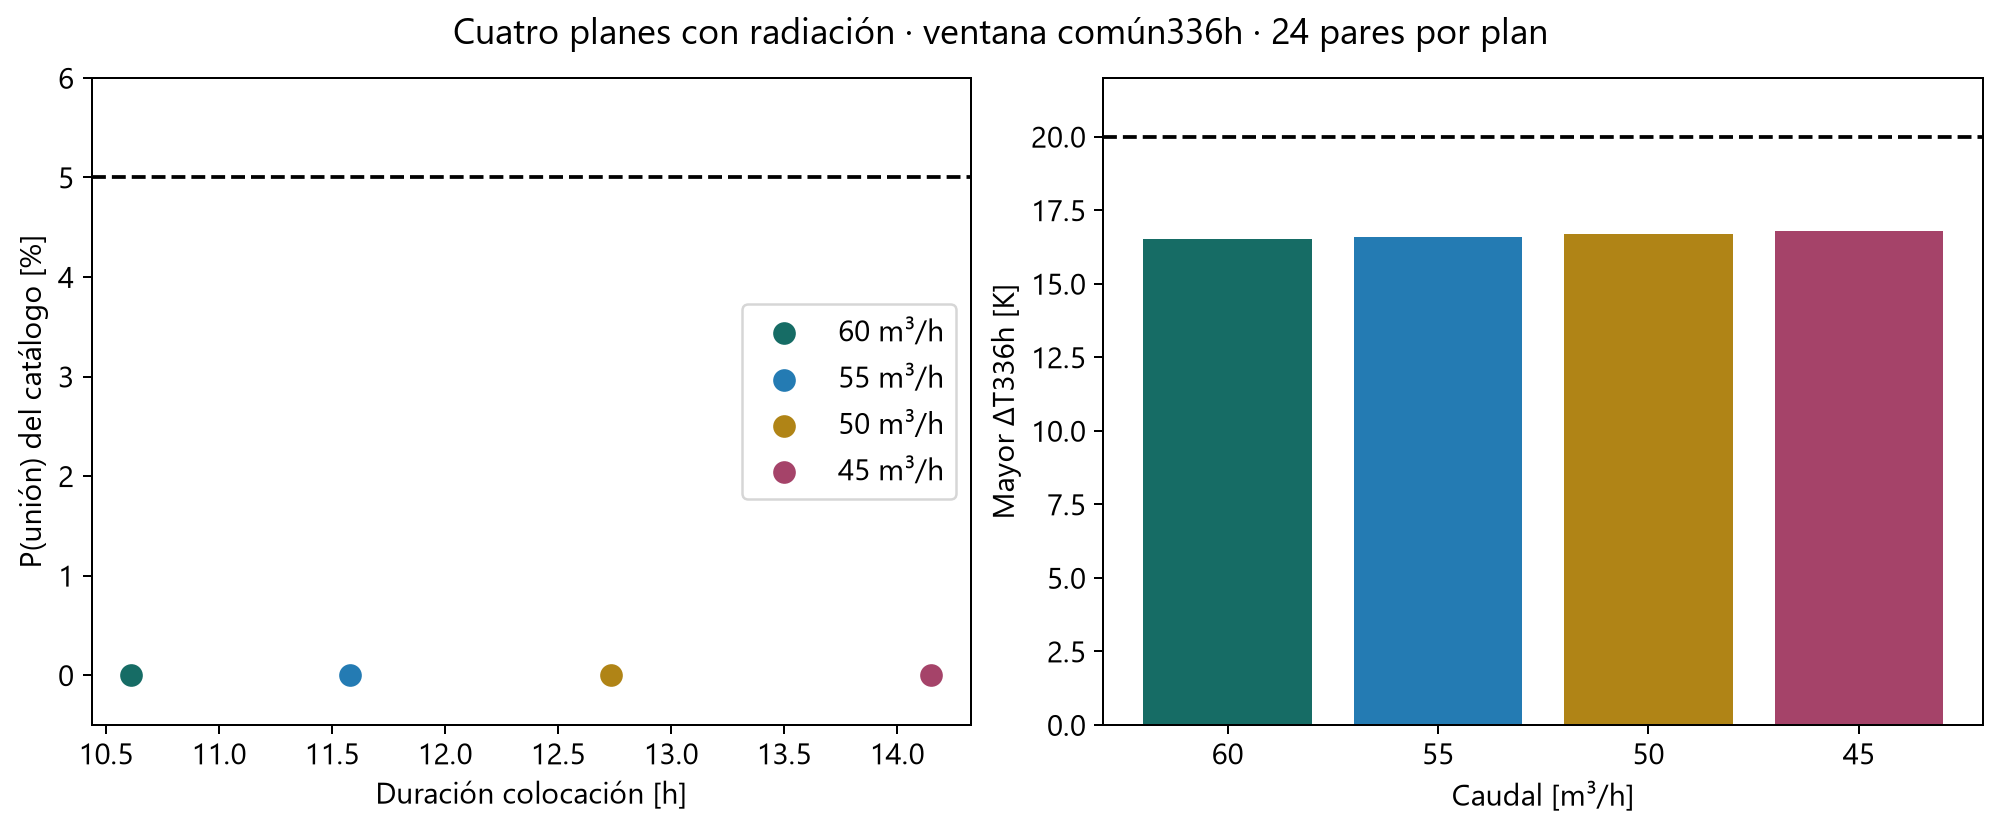 Cuatro planes con radiación · ventana común336h · 24 pares por plan
P(unión) del catálogo [%]
6
5
4
3
2
1
0
60 m³/h
55 m³/h
50 m³/h
45 m³/h
10.5 11.0 11.5 12.0 12.5 13.0 13.5 14.0
Duración colocación [h]
Mayor ΔT336h [K]
20.0
17.5
15.0
12.5
10.0
7.5
5.0
2.5
0.0
60 55 50 45
Caudal [m³/h]